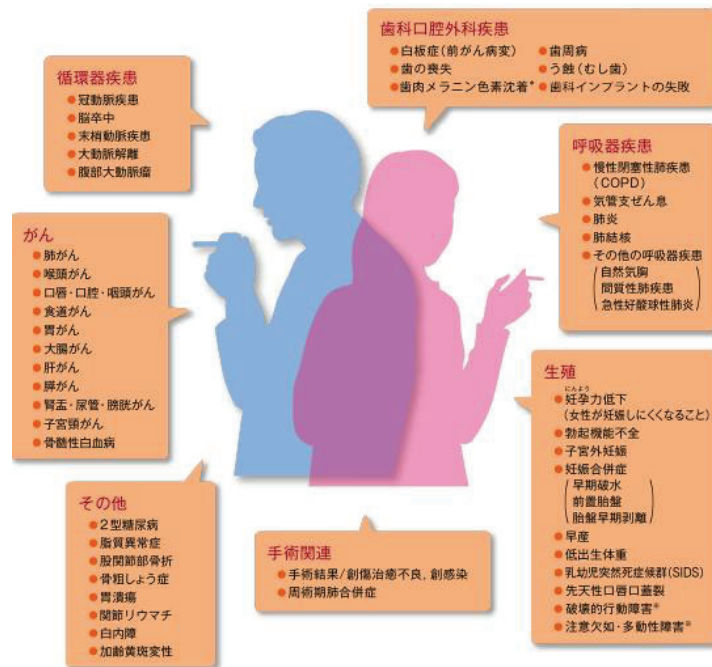 歯科口腔外科疾患
●白板症(前がん病変) ●歯周病
●歯の喪失 ●う蝕(むし歯)
●歯肉メラニン色素沈着* ●歯科インプラントの失敗
循環器疾患
●冠動脈疾患
●脳卒中
●末梢動脈疾患
●大動脈解離
●腹部大動脈瘤
呼吸器疾患
●慢性閉塞性肺疾患
(COPD)
●気管支ぜん息
●肺炎
●肺結核
●その他の呼吸器疾患
自然気胸
間質性肺疾患
急性好酸球性肺炎
がん
●肺がん
●喉頭がん
●口唇・口腔・咽頭がん
●食道がん
●胃がん
●大腸がん
●肝がん
●膵がん
●腎盂・尿管・膀胱がん
●子宮頸がん
●骨髄性白血病
生殖
にんよう
●妊孕力低下
(女性が妊娠しにくくなること)
●勃起機能不全
●子宮外妊娠
●妊娠合併症
早期破水
前置胎盤
胎盤早期剥離
●早産
●低出生体重
●乳幼児突然死症候群(SIDS)
●先天性口唇口蓋裂
●破壊的行動障害※
●注意欠如・多動性障害※
その他
●2型糖尿病
●脂質異常症
●股関節部骨折
●骨粗しょう症
●胃潰瘍
●関節リウマチ
●白内障
●加齢黄斑変性
手術関連
●手術結果/創傷治癒不良, 創感染
●周術期肺合併症